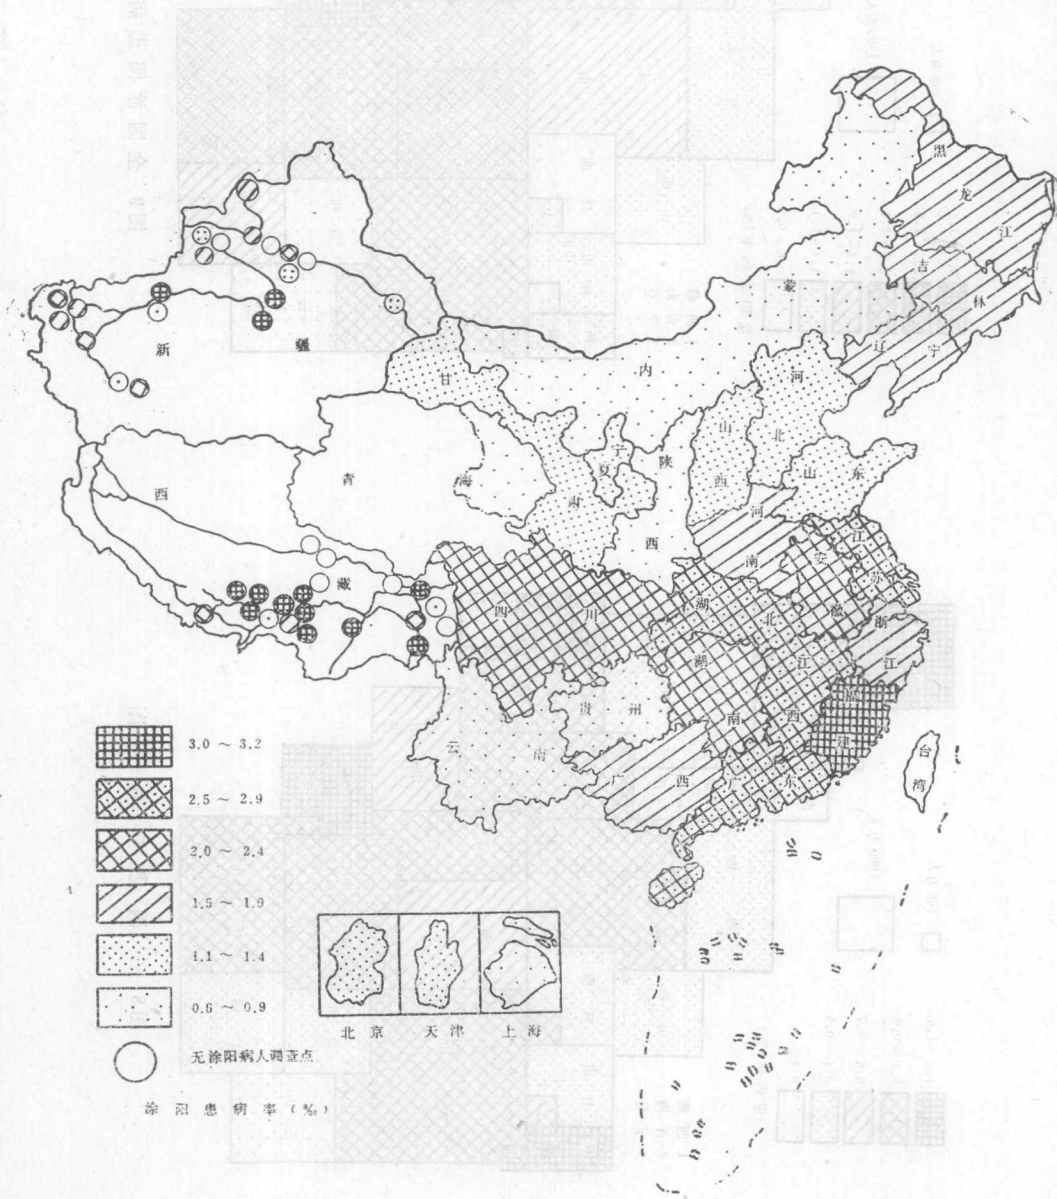 黑龙江
吉林
辽宁
内蒙
新疆
甘肃
河北
山西
山东
宁夏
陕西
青海
西藏
河南
江苏
安徽
四川
湖北
浙江
湖南
江西
福建
贵州
云南
广西
广东
台湾
3.0 ~ 3.2
2.5 ~ 2.9
2.0 ~ 2.4
1.5 ~ 1.9
1.1 ~ 1.4
0.6 ~ 0.9
北京 天津 上海
无涂阳病人调查点
涂阳患病率(‰)